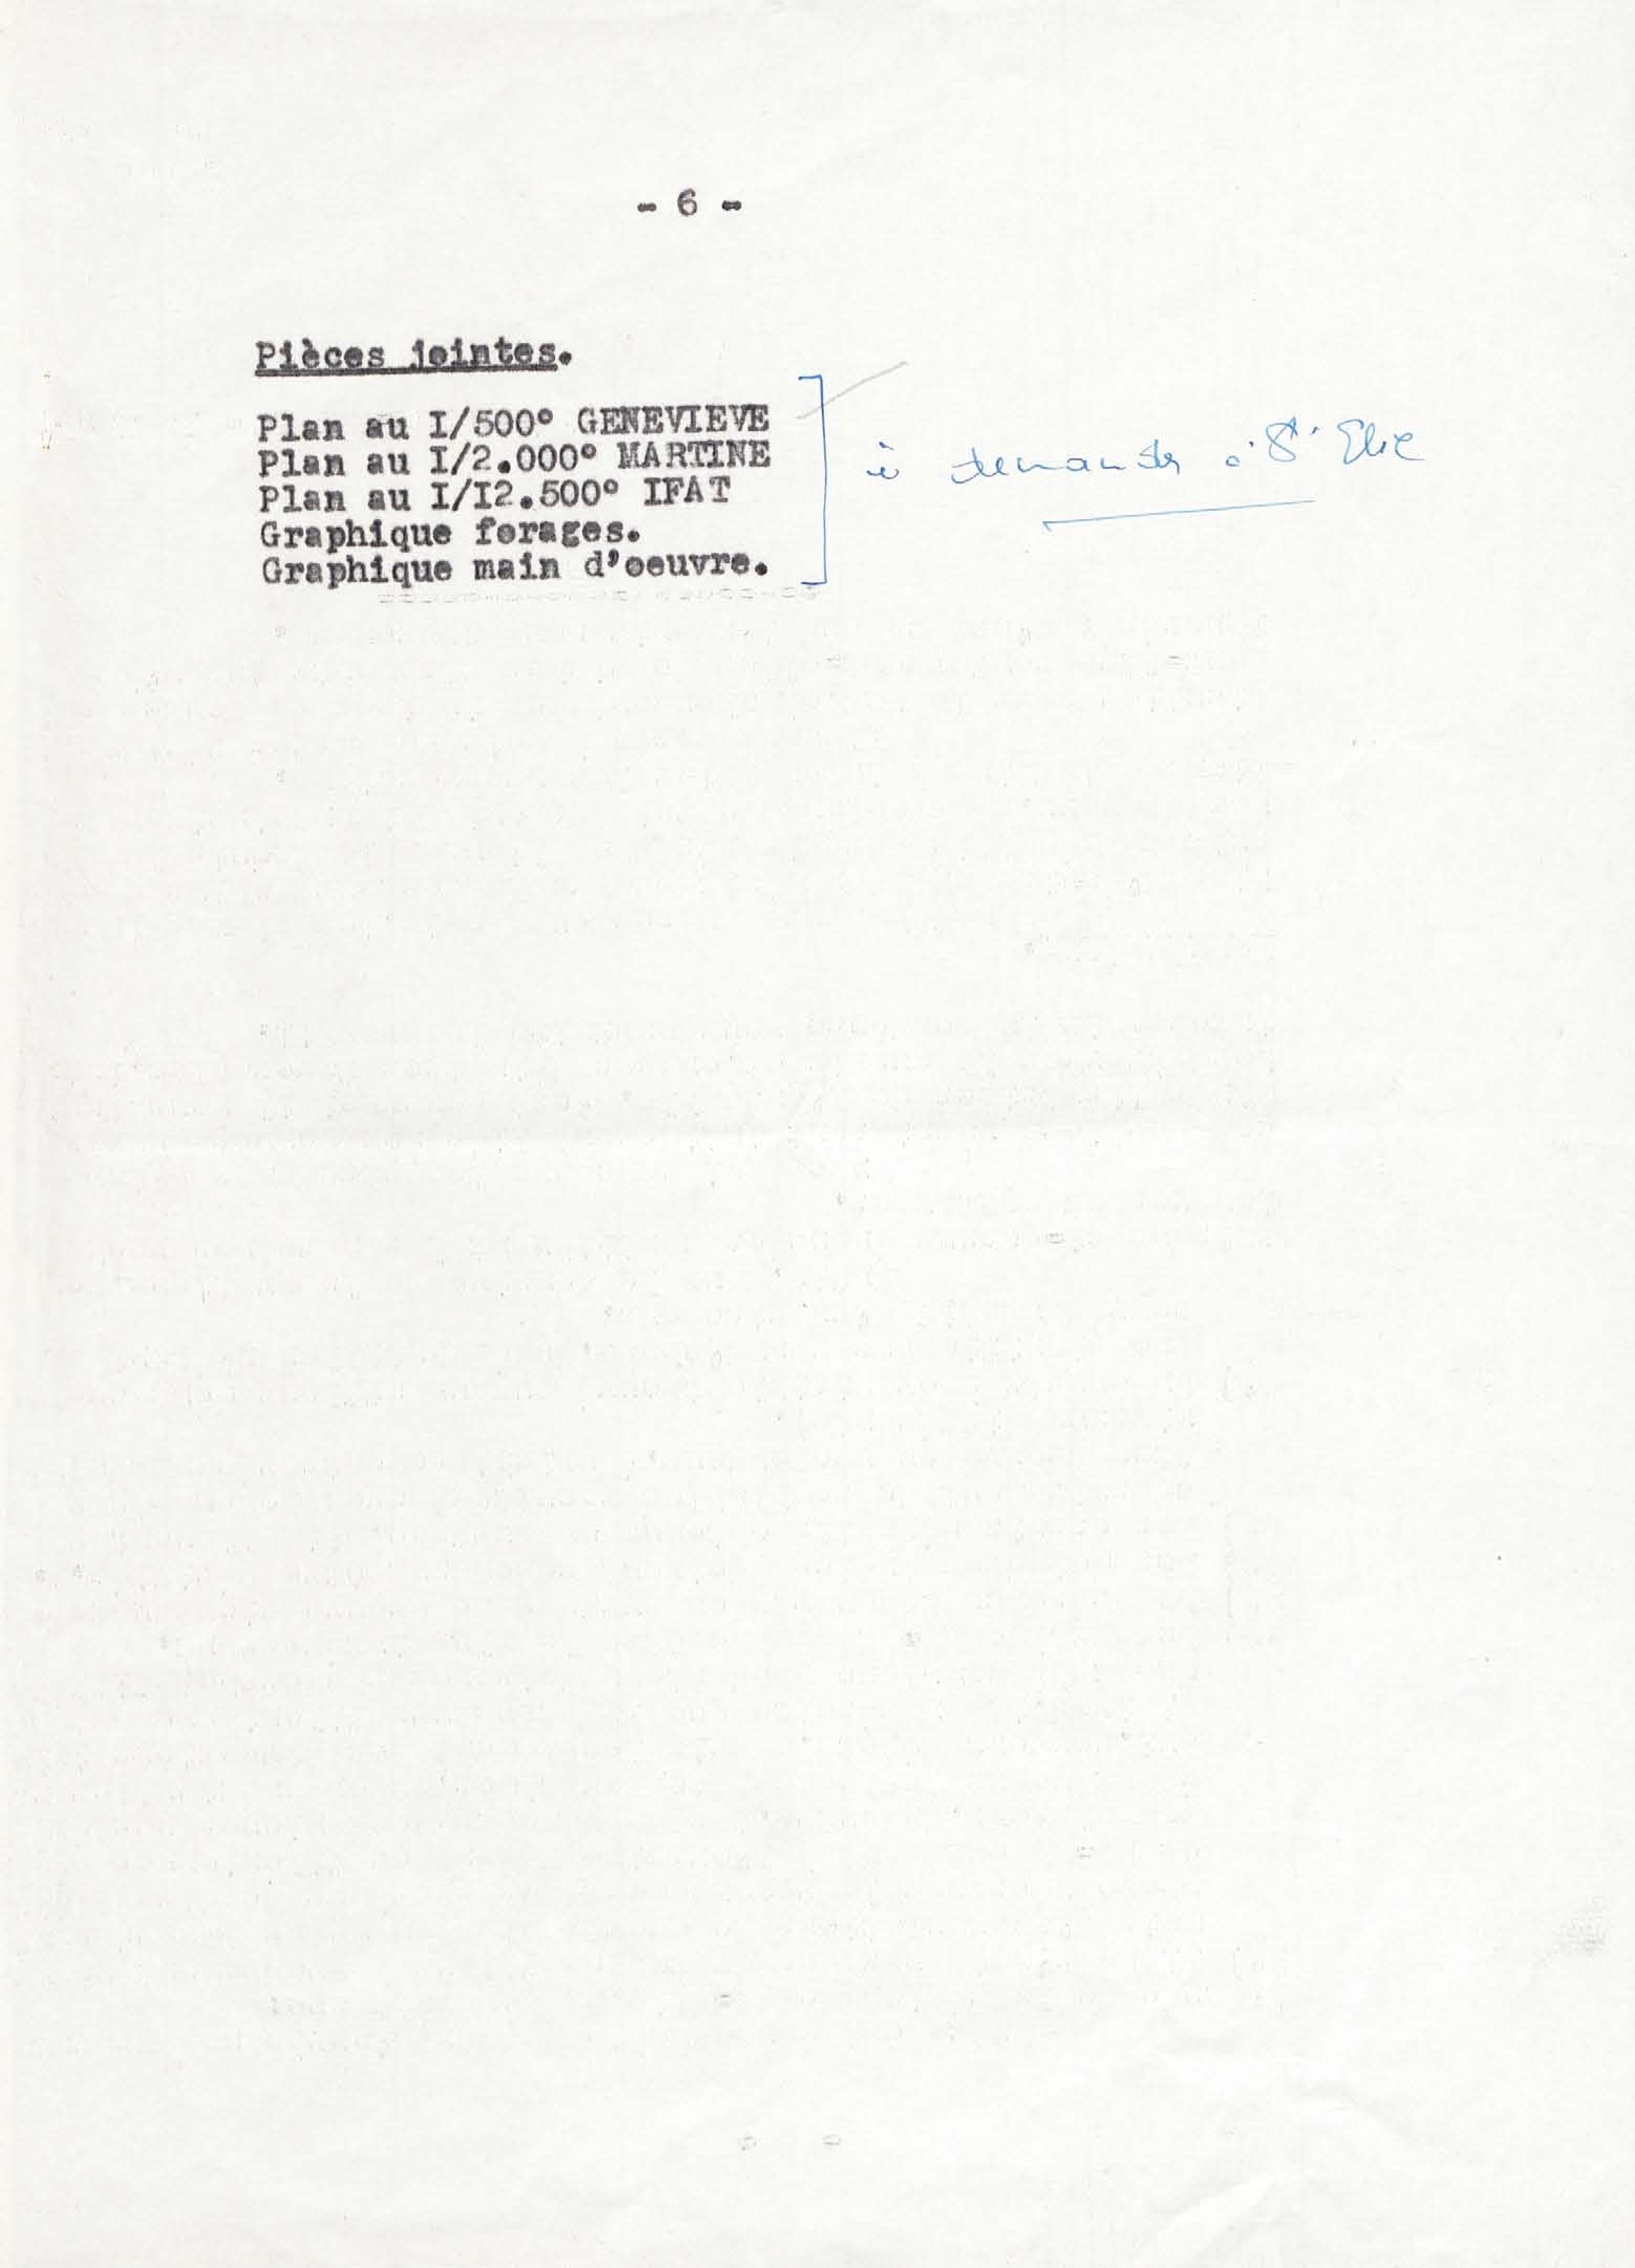 - 6 -
Pièces jointes.
Plan au I/500° GENEVIEVE
Plan au I/2.000° MARTINE
Plan au I/I2.500° IFAT
Graphique forages.
Graphique main d'oeuvre.
à demander à St Elie